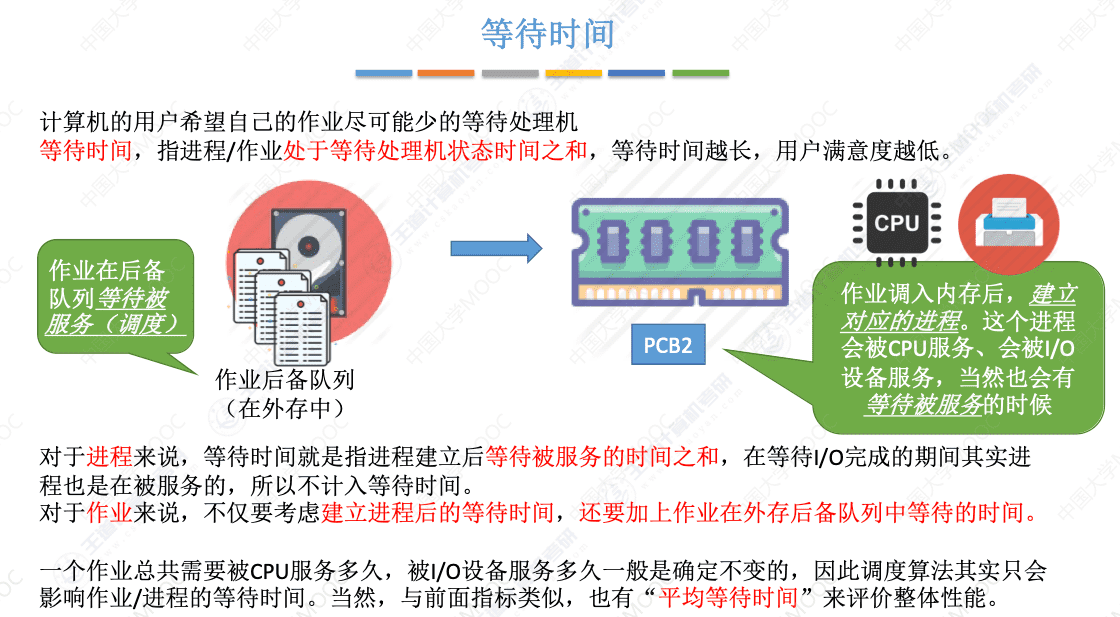 等待时间
计算机的用户希望自己的作业尽可能少的等待处理机
等待时间，指进程/作业处于等待处理机状态时间之和，等待时间越长，用户满意度越低。
作业在后备
队列等待被
服务（调度）
作业后备队列
（在外存中）
PCB2
CPU
作业调入内存后，建立
对应的进程。这个进程
会被CPU服务、会被I/O
设备服务，当然也会有
等待被服务的时候
对于进程来说，等待时间就是指进程建立后等待被服务的时间之和，在等待I/O完成的期间其实进
程也是在被服务的，所以不计入等待时间。
对于作业来说，不仅要考虑建立进程后的等待时间，还要加上作业在外存后备队列中等待的时间。
一个作业总共需要被CPU服务多久，被I/O设备服务多久一般是确定不变的，因此调度算法其实只会
影响作业/进程的等待时间。当然，与前面指标类似，也有“平均等待时间”来评价整体性能。